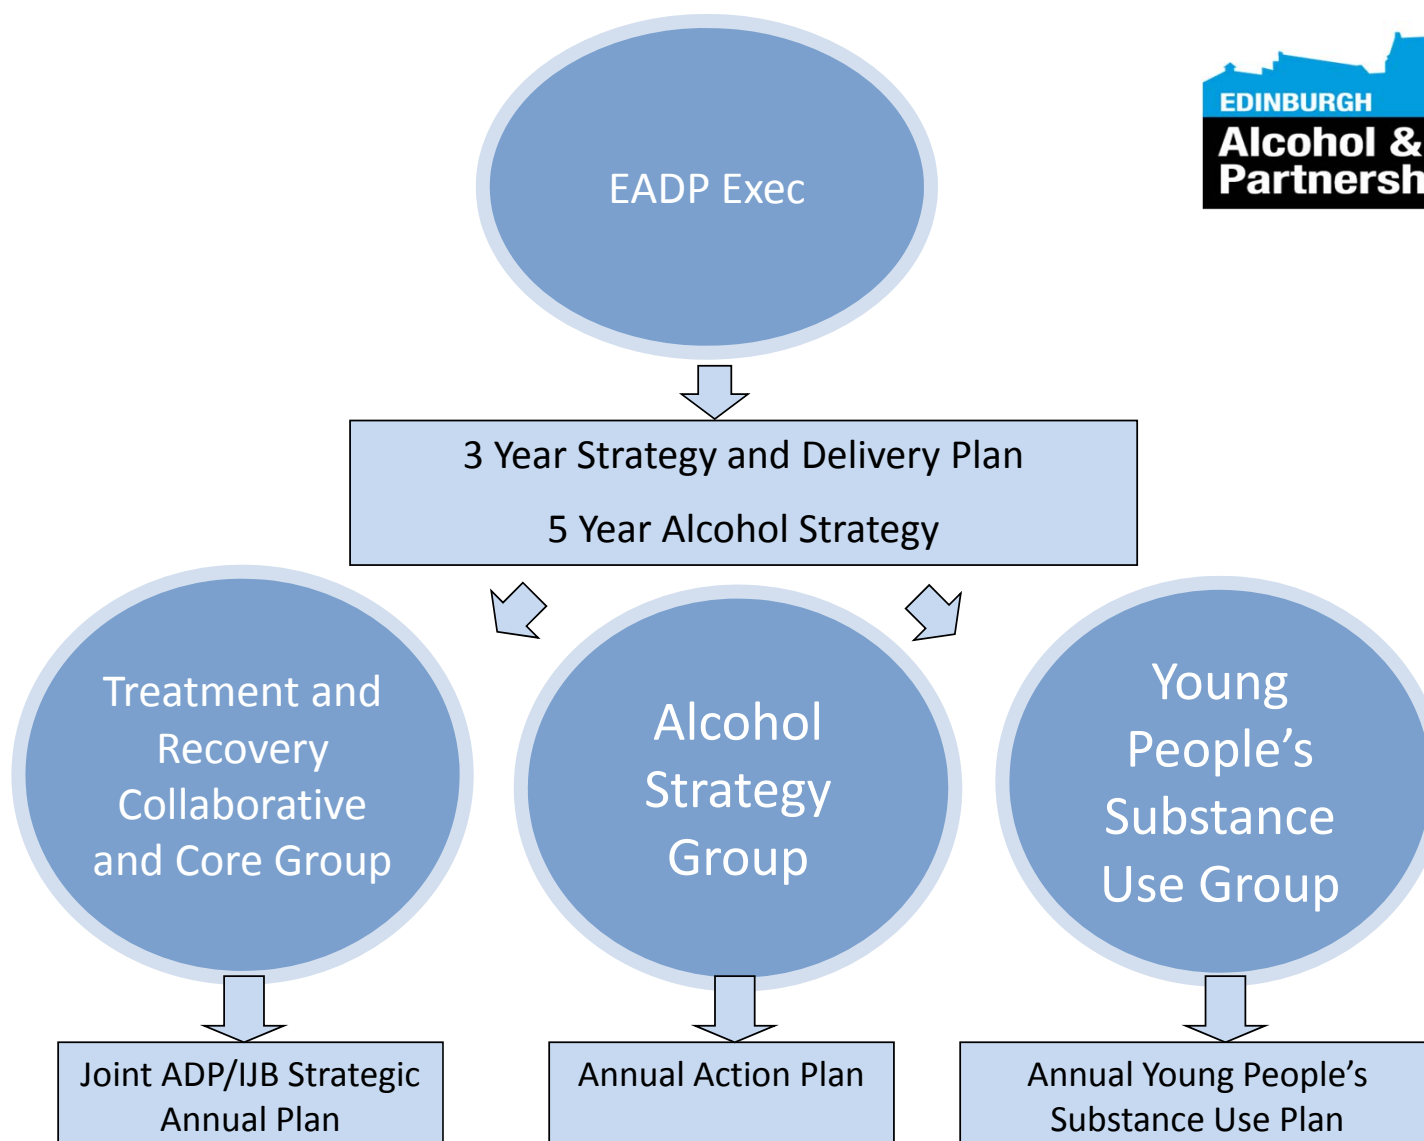 EADP Exec
EDINBURGH
Alcohol &
Partnersh
3 Year Strategy and Delivery Plan
5 Year Alcohol Strategy
Treatment and
Recovery
Collaborative
and Core Group
Alcohol
Strategy
Group
Young
People’s
Substance
Use Group
Joint ADP/IJB Strategic
Annual Plan
Annual Action Plan
Annual Young People’s
Substance Use Plan